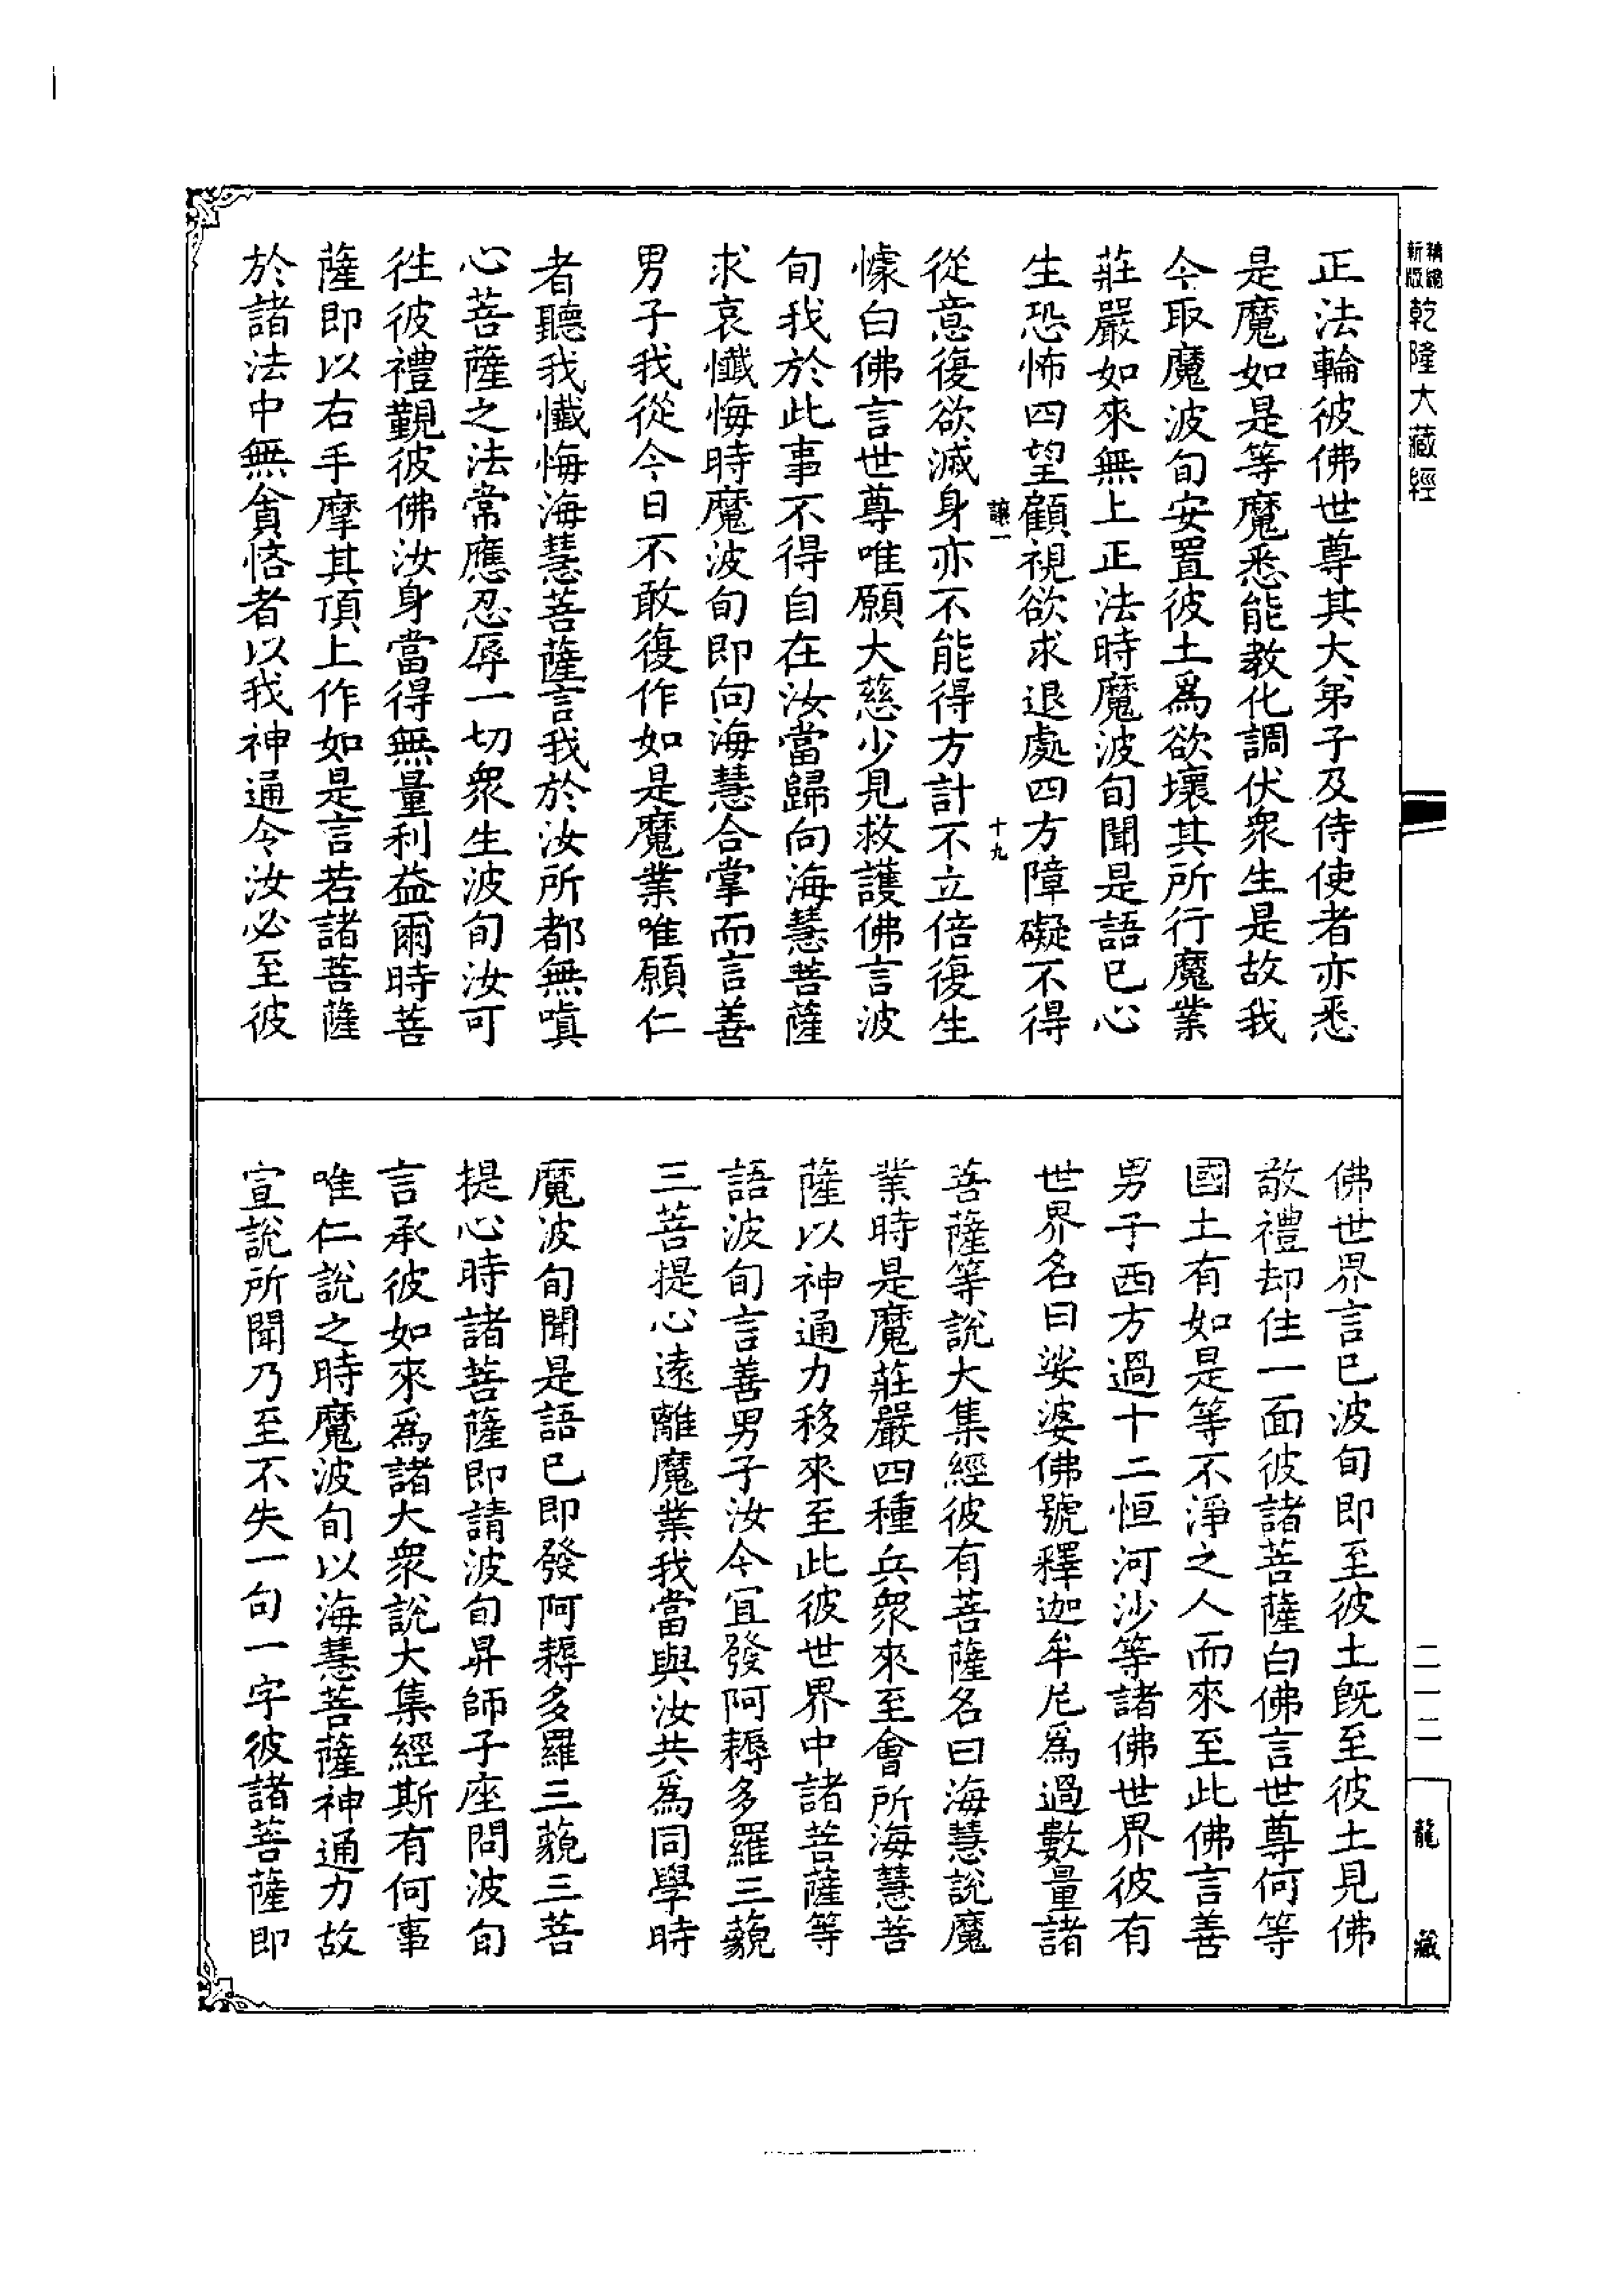 新版
精縮
乾隆大藏經
正法輪彼佛世尊其大弟子及侍使者亦悉
是魔如是等魔悉能教化調伏衆生是故我
今取魔波旬安置彼土爲欲壞其所行魔業
莊嚴如來無上正法時魔波旬聞是語已心
生恐怖四望顧視欲求退處四方障礙不得
讓一
十九
從意復欲滅身亦不能得方計不立倍復生
懅白佛言世尊唯願大慈少見救護佛言波
旬我於此事不得自在汝當歸向海慧菩薩
求哀懺悔時魔波旬即向海慧合掌而言善
男子我從今日不敢復作如是魔業唯願仁
者聽我懺悔海慧菩薩言我於汝所都無嗔
心菩薩之法常應忍辱一切衆生波旬汝可
徃彼禮覲彼佛汝身當得無量利益爾時菩
薩即以右手摩其頂上作如是言若諸菩薩
於諸法中無貪悋者以我神通令汝必至彼
佛世界言已波旬即至彼土旣至彼土見佛
敬禮却住一面彼諸菩薩白佛言世尊何等
國土有如是等不淨之人而來至此佛言善
男子西方過十二恒河沙等諸佛世界彼有
世界名曰娑婆佛號釋迦牟尼爲過數量諸
菩薩等說大集經彼有菩薩名曰海慧說魔
業時是魔莊嚴四種兵衆來至會所海慧菩
薩以神通力移來至此彼世界中諸菩薩等
語波旬言善男子汝今宜發阿耨多羅三藐
三菩提心遠離魔業我當與汝共爲同學時
魔波旬聞是語已即發阿耨多羅三藐三菩
提心時諸菩薩即請波旬昇師子座問波旬
言承彼如來爲諸大衆說大集經斯有何事
唯仁說之時魔波旬以海慧菩薩神通力故
宣說所聞乃至不失一句一字彼諸菩薩即
二一二
龍藏